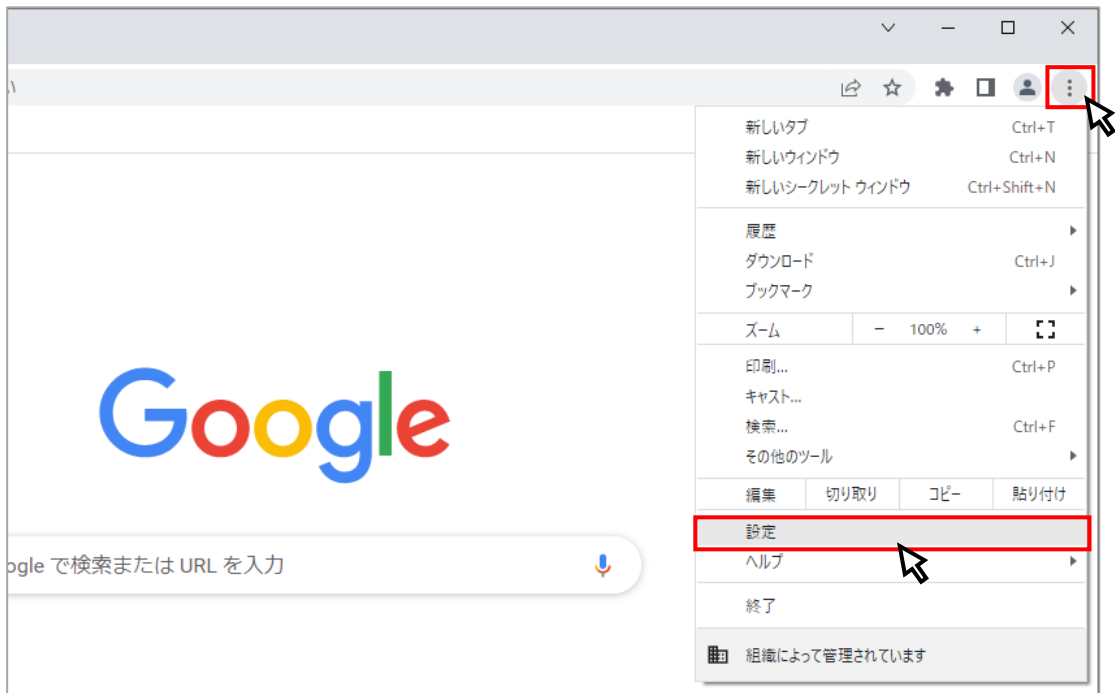 新しいタブ Ctrl+T
新しいウィンドウ Ctrl+N
新しいシークレット ウィンドウ Ctrl+Shift+N
履歴
ダウンロード Ctrl+J
ブックマーク
ズーム − 100% +
印刷... Ctrl+P
キャスト...
検索... Ctrl+F
その他のツール
編集 切り取り コピー 貼り付け
設定
ヘルプ
終了
組織によって管理されています
Google
ogle で検索または URL を入力